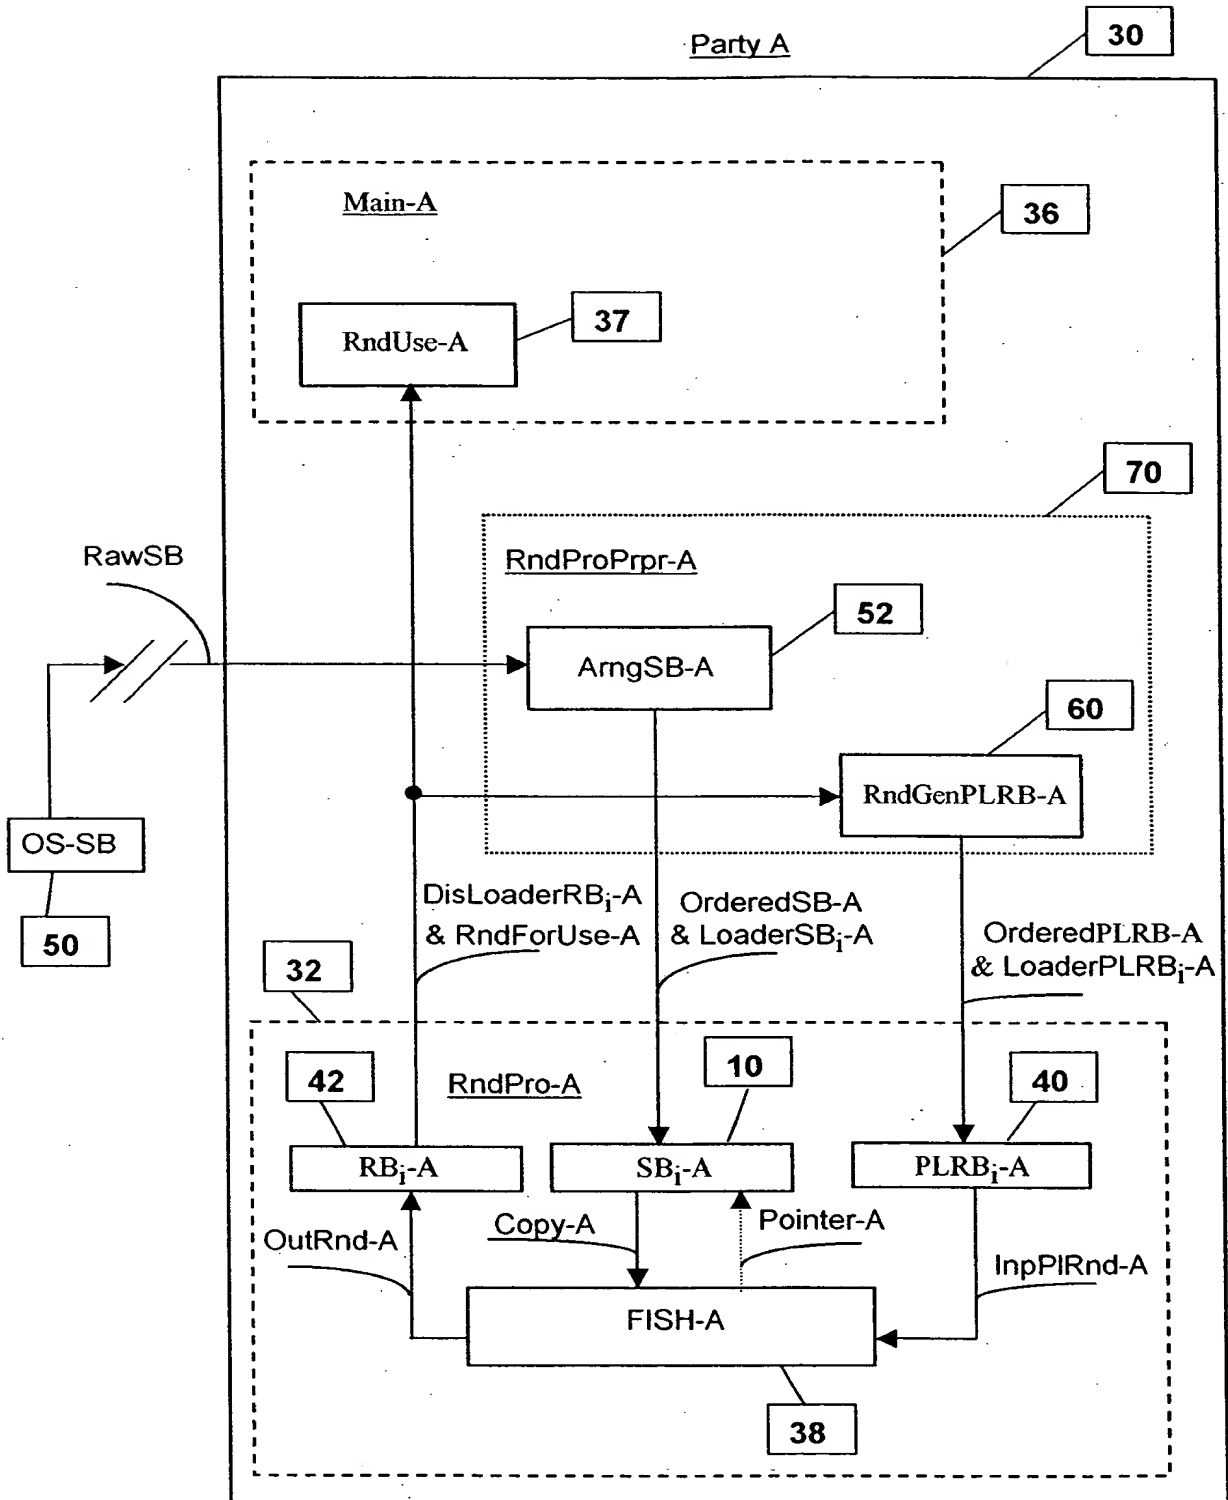 Party A
30
Main-A
36
RndUse-A
37
70
RawSB
RndProPrpr-A
52
ArngSB-A
60
RndGenPLRB-A
OS-SB
50
DisLoaderRBi-A
& RndForUse-A
OrderedSB-A
& LoaderSBi-A
OrderedPLRB-A
& LoaderPLRBi-A
32
42
RndPro-A
10
40
RBi-A
SBi-A
PLRBi-A
OutRnd-A
Copy-A
Pointer-A
InpPlRnd-A
FISH-A
38